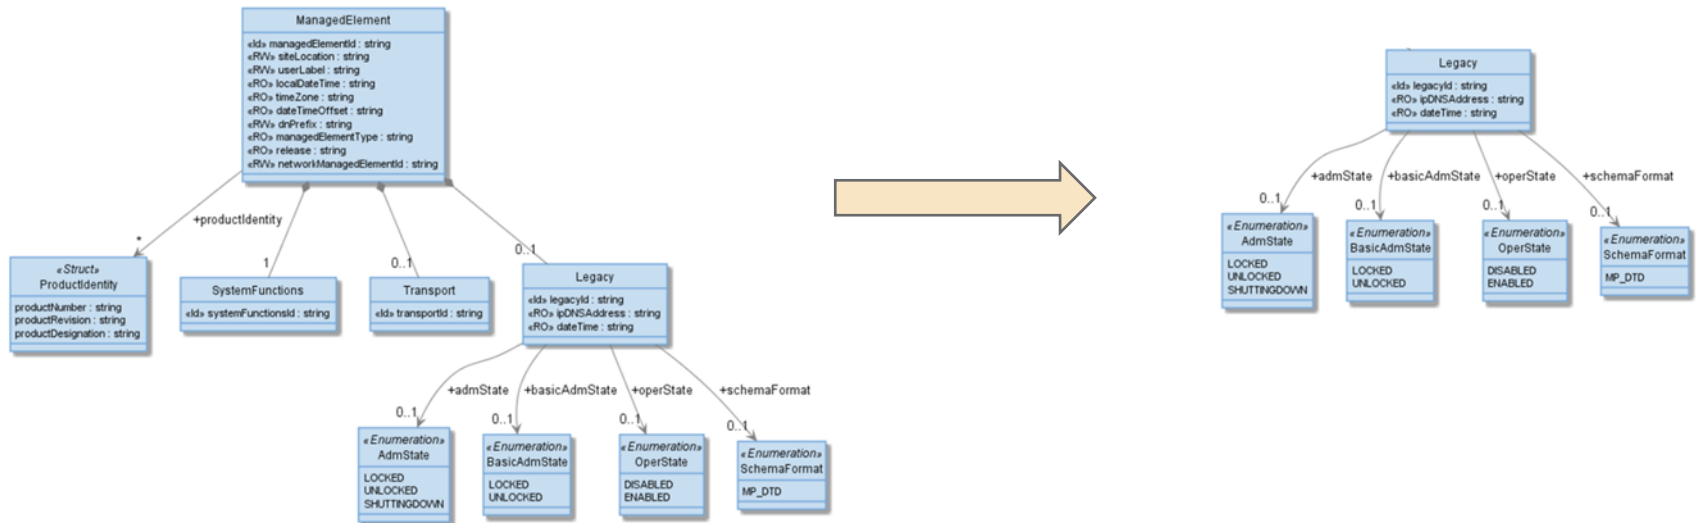 ManagedElement
«Id» managedElementId : string
«RW» siteLocation : string
«RW» userLabel : string
«RO» localDateTime : string
«RO» timeZone : string
«RO» dateTimeOffset : string
«RW» dnPrefix : string
«RO» managedElementType : string
«RO» release : string
«RW» networkManagedElementId : string
+productIdentity
*
1
0..1
0..1
«Struct»
ProductIdentity
productNumber : string
productRevision : string
productDesignation : string
SystemFunctions
«Id» systemFunctionsId : string
Transport
«Id» transportId : string
Legacy
«Id» legacyId : string
«RO» ipDNSAddress : string
«RO» dateTime : string
+admState
+basicAdmState
+operState
+schemaFormat
0..1
0..1
0..1
0..1
«Enumeration»
AdmState
LOCKED
UNLOCKED
SHUTTINGDOWN
«Enumeration»
BasicAdmState
LOCKED
UNLOCKED
«Enumeration»
OperState
DISABLED
ENABLED
«Enumeration»
SchemaFormat
MP_DTD
Legacy
«Id» legacyId : string
«RO» ipDNSAddress : string
«RO» dateTime : string
+admState
+basicAdmState
+operState
+schemaFormat
0..1
0..1
0..1
0..1
«Enumeration»
AdmState
LOCKED
UNLOCKED
SHUTTINGDOWN
«Enumeration»
BasicAdmState
LOCKED
UNLOCKED
«Enumeration»
OperState
DISABLED
ENABLED
«Enumeration»
SchemaFormat
MP_DTD